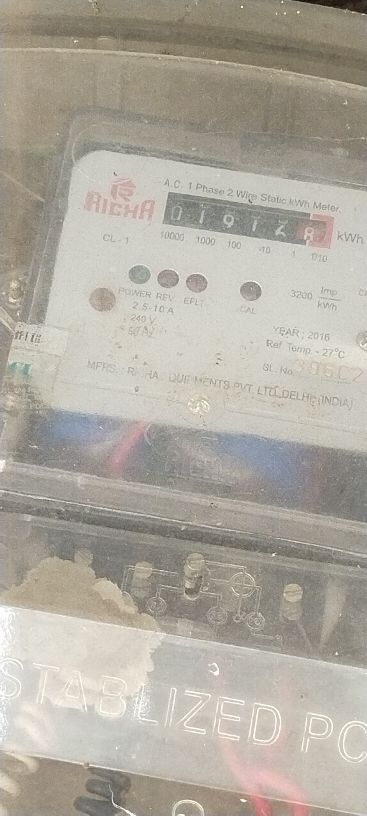 A.C. 1 Phase 2 Wire Static kWh Meter.
RICHA
kWh
CL-1
10000 1000 100 10 1 1/10
POWER REV. EFLT CAL
3200 Imp kWh
2.5-10 A
240 V
50 Hz
YEAR : 2016
Ref. Temp. - 27°C
SL. No.
MFRS. : PVT. LTD. DELHI (INDIA)
STABLIZED PC